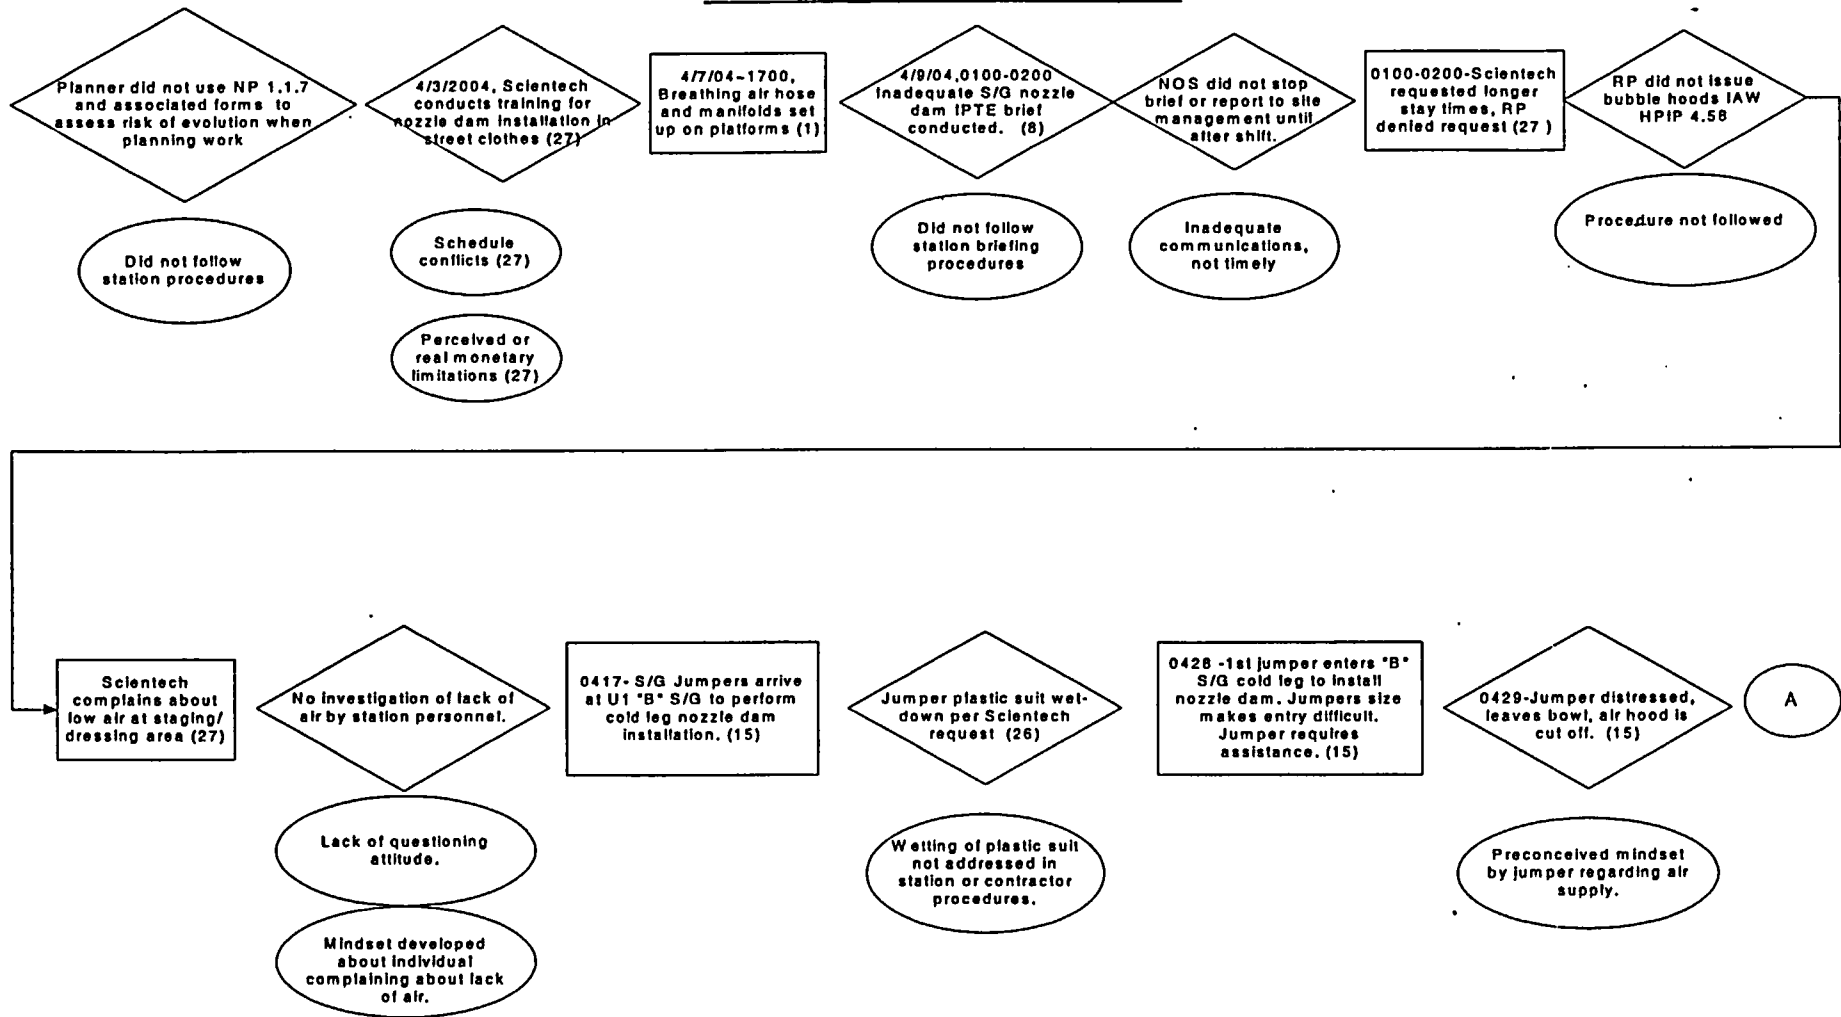 Planner did not use NP 1.1.7
and associated forms to
assess risk of evolution when
planning work
4/3/2004, Scientech
conducts training for
nozzle dam installation in
street clothes (27)
4/7/04~1700,
Breathing air hose
and manifolds set
up on platforms (1)
4/9/04,0100-0200
Inadequate S/G nozzle
dam IPTE brief
conducted. (8)
NOS did not stop
brief or report to site
management until
after shift.
0100-0200-Scientech
requested longer
stay times, RP
denied request (27 )
RP did not issue
bubble hoods IAW
HPIP 4.58
Did not follow
station procedures
Schedule
conflicts (27)
Perceived or
real monetary
limitations (27)
Did not follow
station briefing
procedures
Inadequate
communications,
not timely
Procedure not followed
Scientech
complains about
low air at staging/
dressing area (27)
No investigation of lack of
air by station personnel.
0417- S/G Jumpers arrive
at U1 "B" S/G to perform
cold leg nozzle dam
installation. (15)
Jumper plastic suit wet-
down per Scientech
request (26)
0428 -1st jumper enters "B"
S/G cold leg to install
nozzle dam. Jumpers size
makes entry difficult.
Jumper requires
assistance. (15)
0429-Jumper distressed,
leaves bowl, air hood is
cut off. (15)
A
Lack of questioning
attitude.
Mindset developed
about individual
complaining about lack
of air.
Wetting of plastic suit
not addressed in
station or contractor
procedures.
Preconceived mindset
by jumper regarding air
supply.